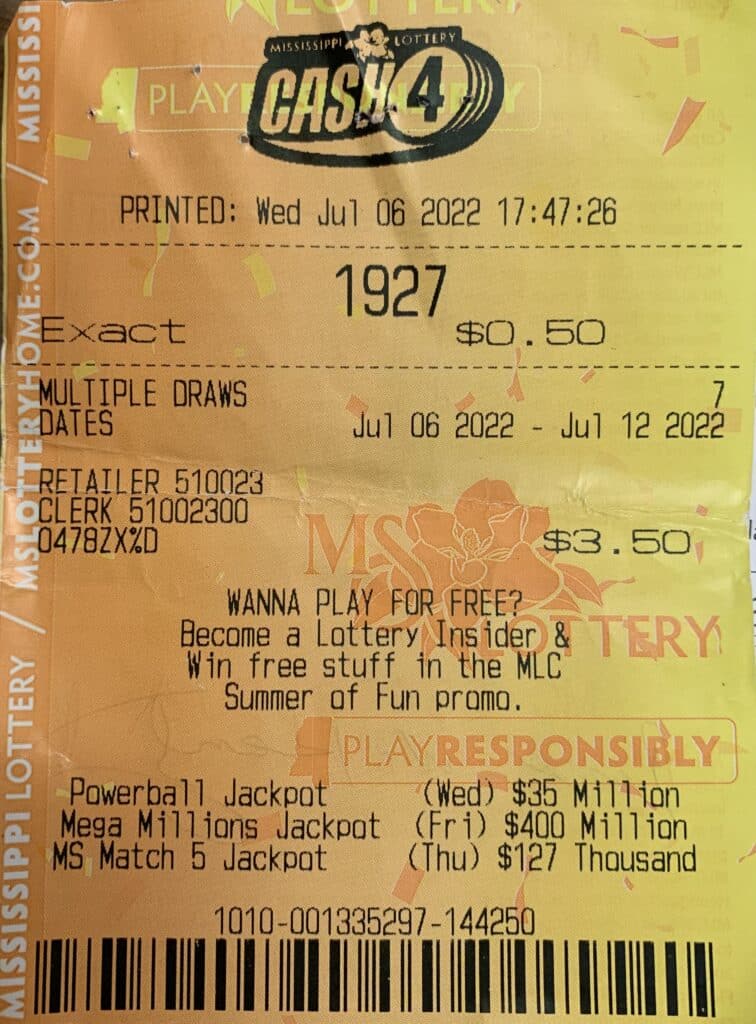 LOTTERY
MISSISSIPPI LOTTERY
CASH 4
PLAY
PRINTED: Wed Jul 06 2022 17:47:26
1927
Exact $0.50
MULTIPLE DRAWS 7
DATES Jul 06 2022 - Jul 12 2022
RETAILER 510023
CLERK 51002300
0478ZX%D $3.50
MS
LOTTERY
WANNA PLAY FOR FREE?
Become a Lottery Insider &
Win free stuff in the MLC
Summer of Fun promo.
PLAYRESPONSIBLY
Powerball Jackpot (Wed) $35 Million
Mega Millions Jackpot (Fri) $400 Million
MS Match 5 Jackpot (Thu) $127 Thousand
1010-001335297-144250
MISSISSIPPI LOTTERY / MSLOTTERYHOME.COM / MISSISSI